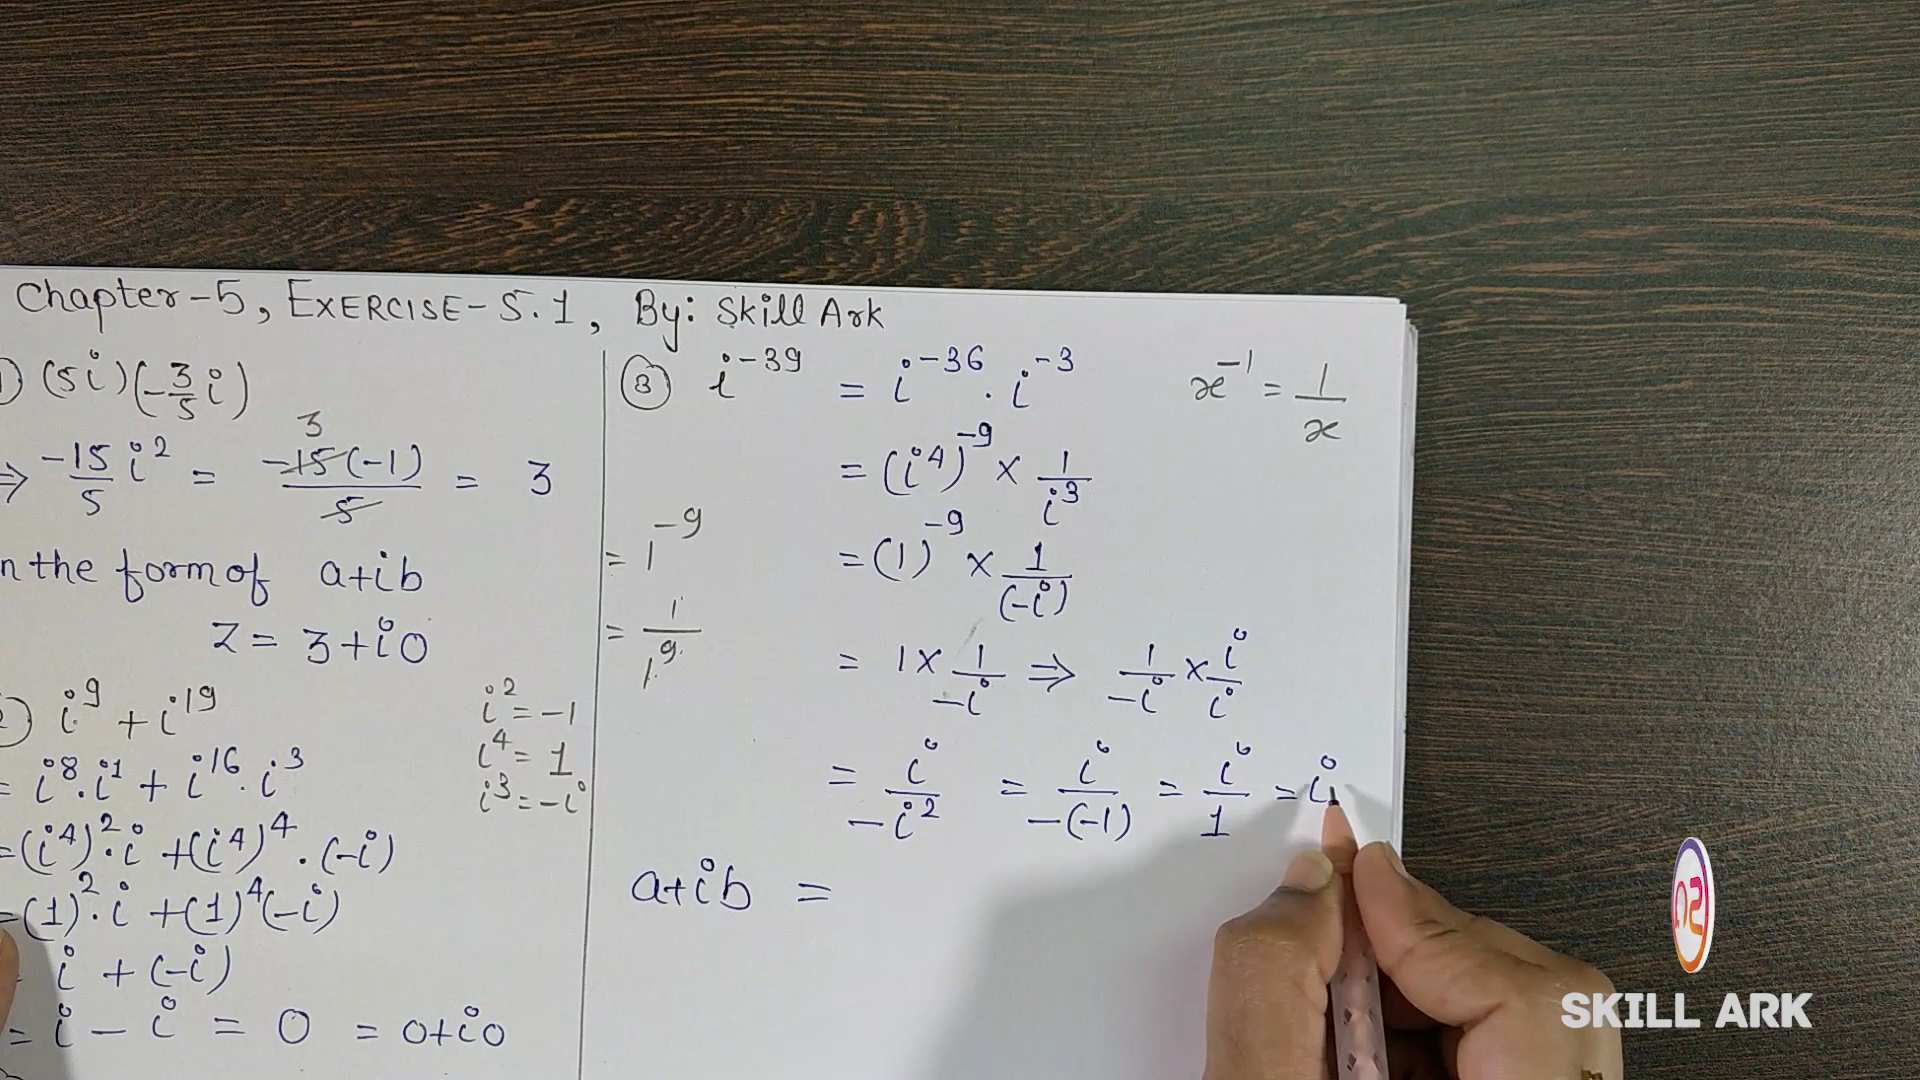 Chapter-5, EXERCISE-5.1, By: Skill Ark
1) (5i)(-3/5 i)
⇒ -15/5 i² = -15(-1)/5 = 3
3
n the form of a+ib
Z = 3+i0
i⁹ + i¹⁹
= i⁸.i¹ + i¹⁶.i³
=(i⁴)².i +(i⁴)⁴.(-i)
=(1)².i +(1)⁴(-i)
= i + (-i)
= i - i = 0 = 0+i0
i² = -1
i⁴ = 1
i³ = -i
③ i⁻³⁹ = i⁻³⁶ . i⁻³
x⁻¹ = 1/x
= (i⁴)⁻⁹ × 1/i³
= (1)⁻⁹ × 1/(-i)
= 1⁻⁹
= 1/1⁹
= 1 × 1/-i ⇒ 1/-i × i/i
= i/-i² = i/-(-1) = i/1 = i
a+ib =
SKILL ARK